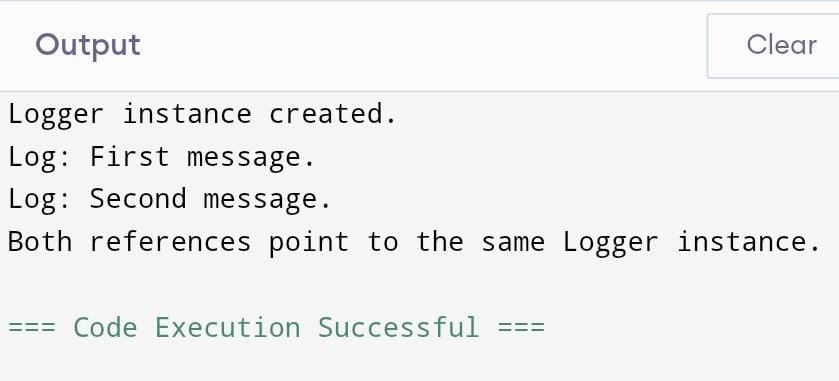 Output
Clear
Logger instance created.
Log: First message.
Log: Second message.
Both references point to the same Logger instance.
=== Code Execution Successful ===